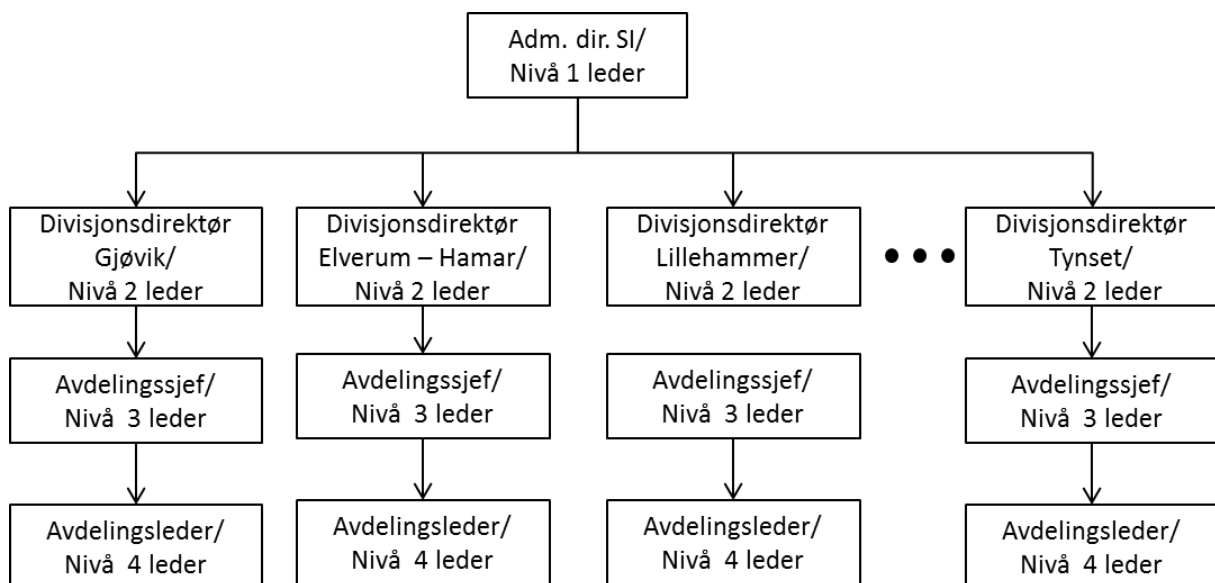 Adm. dir. SI/
Nivå 1 leder
Divisjonsdirektør
Gjøvik/
Nivå 2 leder
Divisjonsdirektør
Elverum – Hamar/
Nivå 2 leder
Divisjonsdirektør
Lillehammer/
Nivå 2 leder
Divisjonsdirektør
Tynset/
Nivå 2 leder
Avdelingssjef/
Nivå 3 leder
Avdelingssjef/
Nivå 3 leder
Avdelingssjef/
Nivå 3 leder
Avdelingssjef/
Nivå 3 leder
Avdelingsleder/
Nivå 4 leder
Avdelingsleder/
Nivå 4 leder
Avdelingsleder/
Nivå 4 leder
Avdelingsleder/
Nivå 4 leder